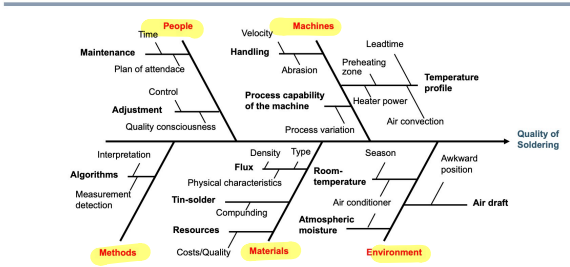 People
Machines
Time
Maintenance
Plan of attendace
Control
Adjustment
Quality consciousness
Velocity
Handling
Abrasion
Process capability
of the machine
Process variation
Leadtime
Preheating
zone
Temperature
profile
Heater power
Air convection
Quality of
Soldering
Interpretation
Algorithms
Measurement
detection
Density
Type
Flux
Physical characteristics
Tin-solder
Compunding
Resources
Costs/Quality
Season
Room-
temperature
Air conditioner
Atmospheric
moisture
Awkward
position
Air draft
Methods
Materials
Environment